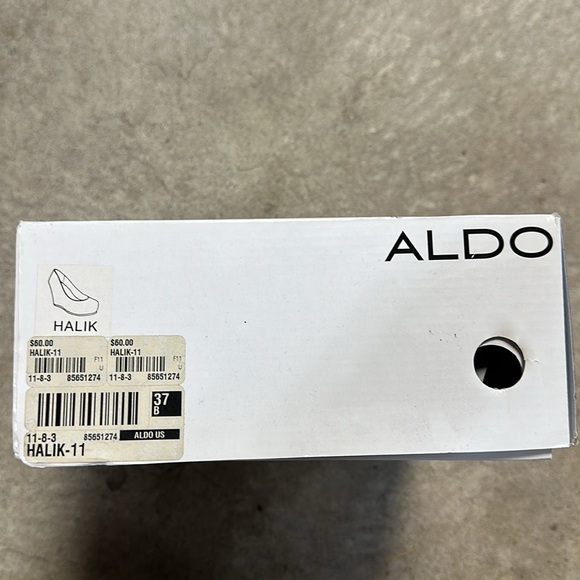 ALDO
HALIK
$60.00
HALIK-11
F11
U
11-8-3 85651274
$60.00
HALIK-11
F11
U
11-8-3 85651274
37
B
11-8-3 85651274 ALDO US
HALIK-11